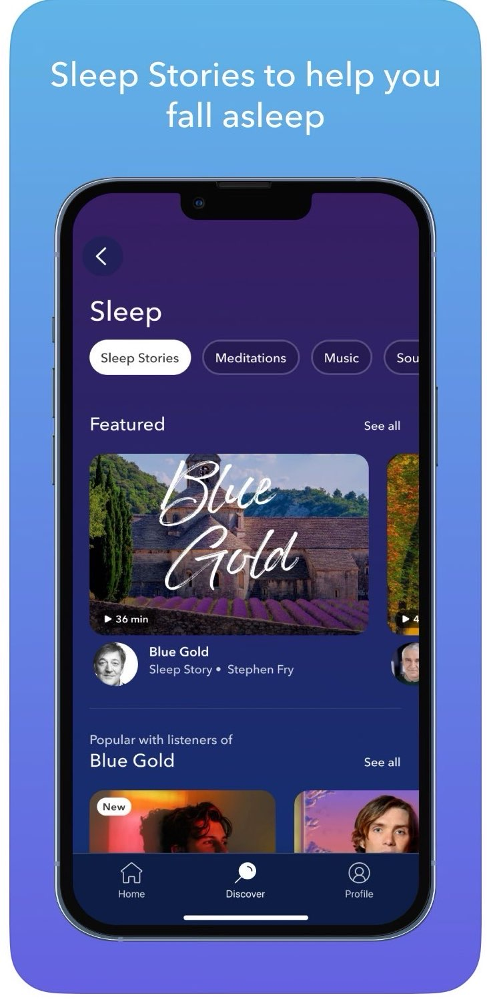 Sleep Stories to help you
fall asleep
Sleep
Sleep Stories
Meditations
Music
Sou
Featured
See all
Blue
Gold
36 min
4
Blue Gold
Sleep Story • Stephen Fry
Popular with listeners of
Blue Gold
See all
New
Home
Discover
Profile